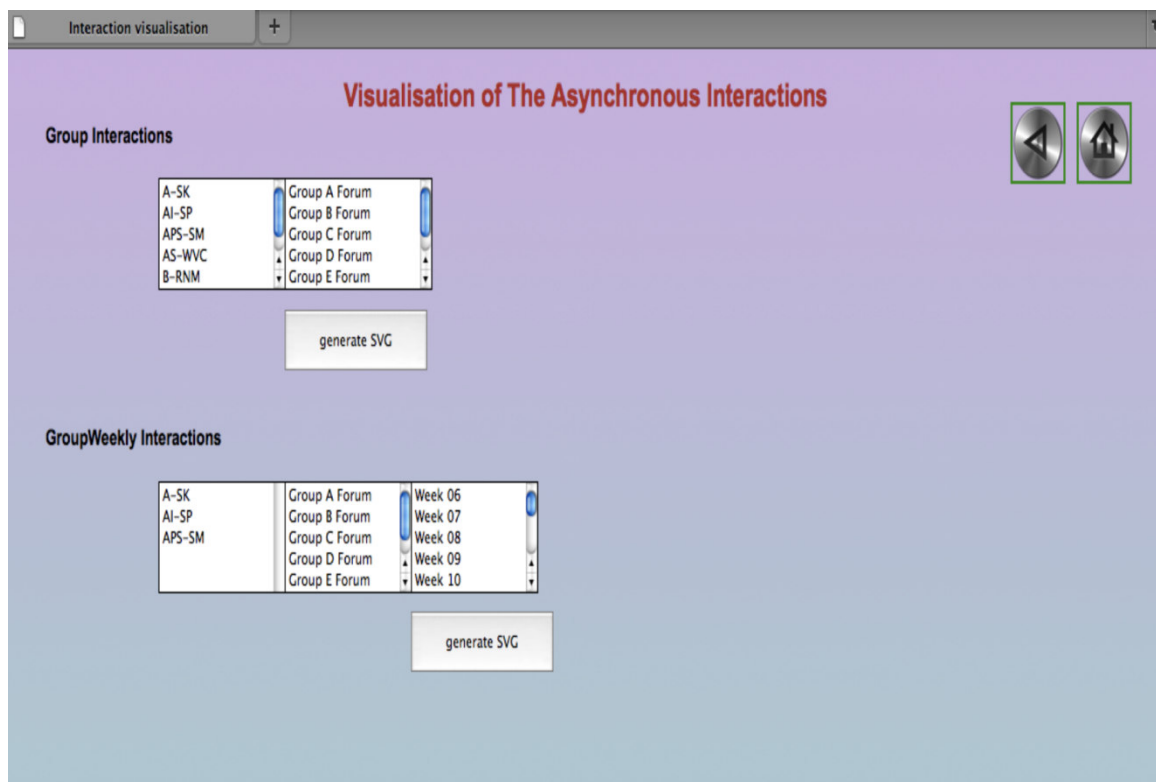 Interaction visualisation +
Visualisation of The Asynchronous Interactions
Group Interactions
A-SK Group A Forum
AI-SP Group B Forum
APS-SM Group C Forum
AS-WVC Group D Forum
B-RNM Group E Forum
generate SVG
GroupWeekly Interactions
A-SK Group A Forum Week 06
AI-SP Group B Forum Week 07
APS-SM Group C Forum Week 08
Group D Forum Week 09
Group E Forum Week 10
generate SVG